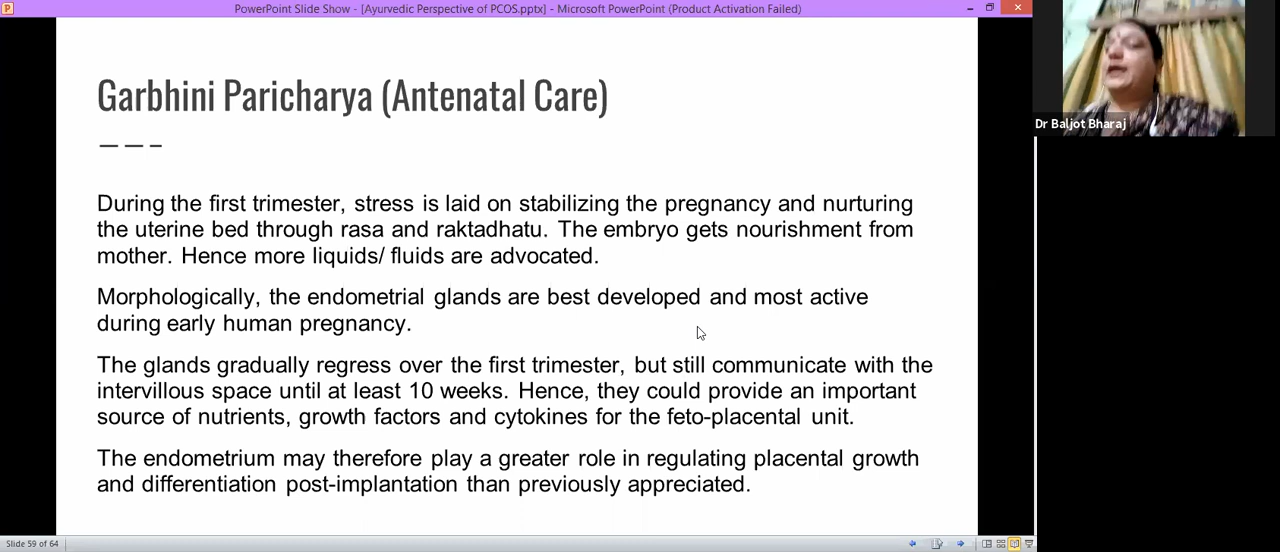 PowerPoint Slide Show - [Ayurvedic Perspective of PCOS.pptx] - Microsoft PowerPoint (Product Activation Failed)
Garbhini Paricharya (Antenatal Care)
During the first trimester, stress is laid on stabilizing the pregnancy and nurturing
the uterine bed through rasa and raktadhatu. The embryo gets nourishment from
mother. Hence more liquids/ fluids are advocated.
Morphologically, the endometrial glands are best developed and most active
during early human pregnancy.
The glands gradually regress over the first trimester, but still communicate with the
intervillous space until at least 10 weeks. Hence, they could provide an important
source of nutrients, growth factors and cytokines for the feto-placental unit.
The endometrium may therefore play a greater role in regulating placental growth
and differentiation post-implantation than previously appreciated.
Dr Baljot Bharaj
Slide 59 of 64